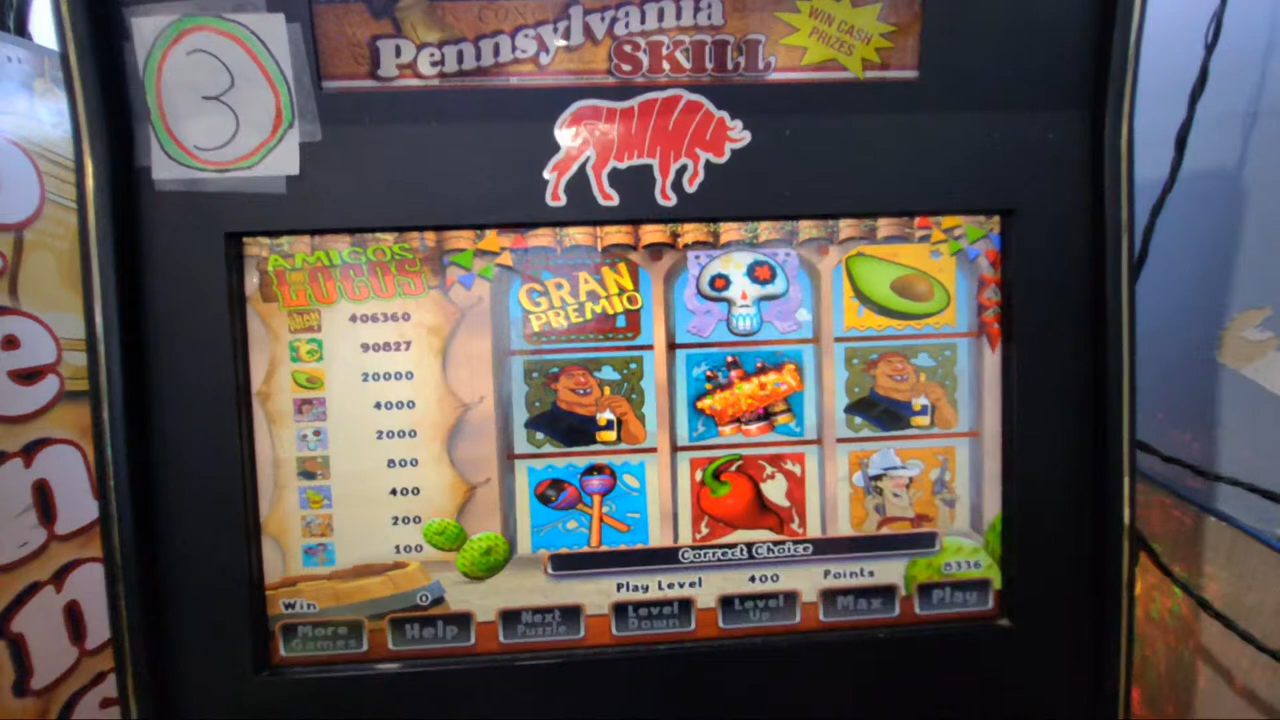 3
Pennsylvania
SKILL
WIN CASH
PRIZES
AMIGOS
LOCOS
406360
90827
20000
4000
2000
800
400
200
100
GRAN
PREMIO
Correct Choice
Play Level 400 Points 8336
Win 0
More
Games
Help
Next
Puzzle
Level
Down
Level
Up
Max
Play